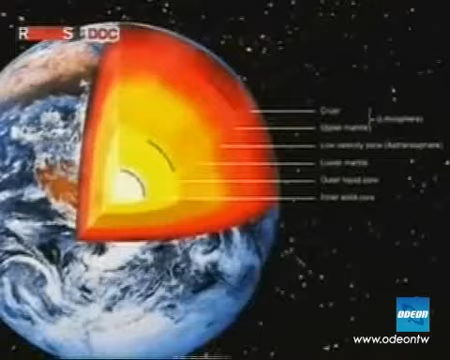 R S DOC
Crust
(Lithosphere)
Upper mantle
Low velocity zone (Asthenosphere)
Lower mantle
Outer liquid core
Inner solid core
ODEON
www.odeontw